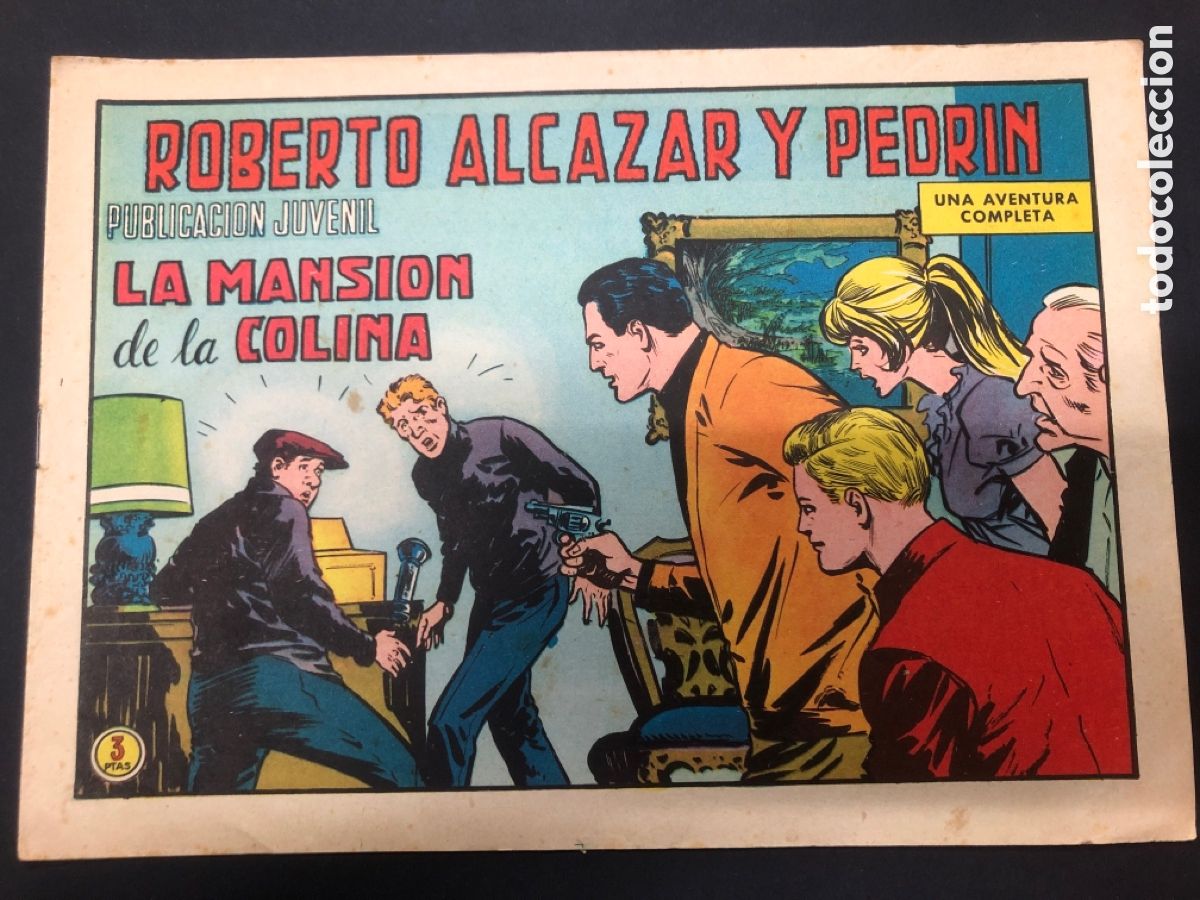 ROBERTO ALCAZAR Y PEDRIN
PUBLICACION JUVENIL
UNA AVENTURA
COMPLETA
LA MANSION
de la COLINA
3
PTAS
todocoleccion